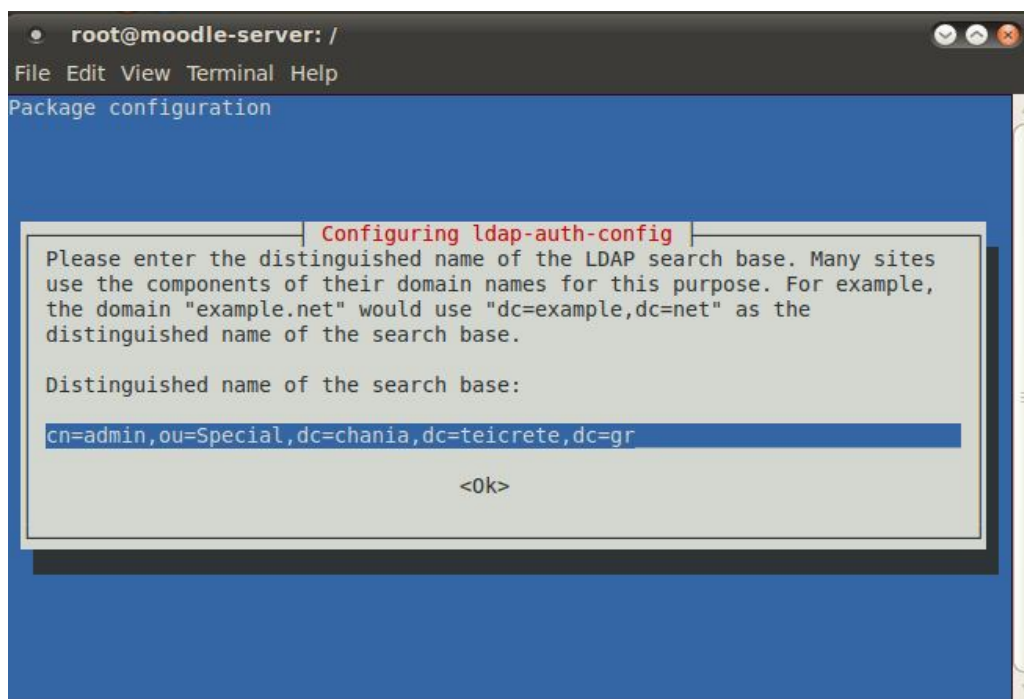 root@moodle-server: /
File Edit View Terminal Help
Package configuration
Configuring ldap-auth-config
Please enter the distinguished name of the LDAP search base. Many sites
use the components of their domain names for this purpose. For example,
the domain "example.net" would use "dc=example,dc=net" as the
distinguished name of the search base.
Distinguished name of the search base:
cn=admin,ou=Special,dc=chania,dc=teicrete,dc=gr
<Ok>